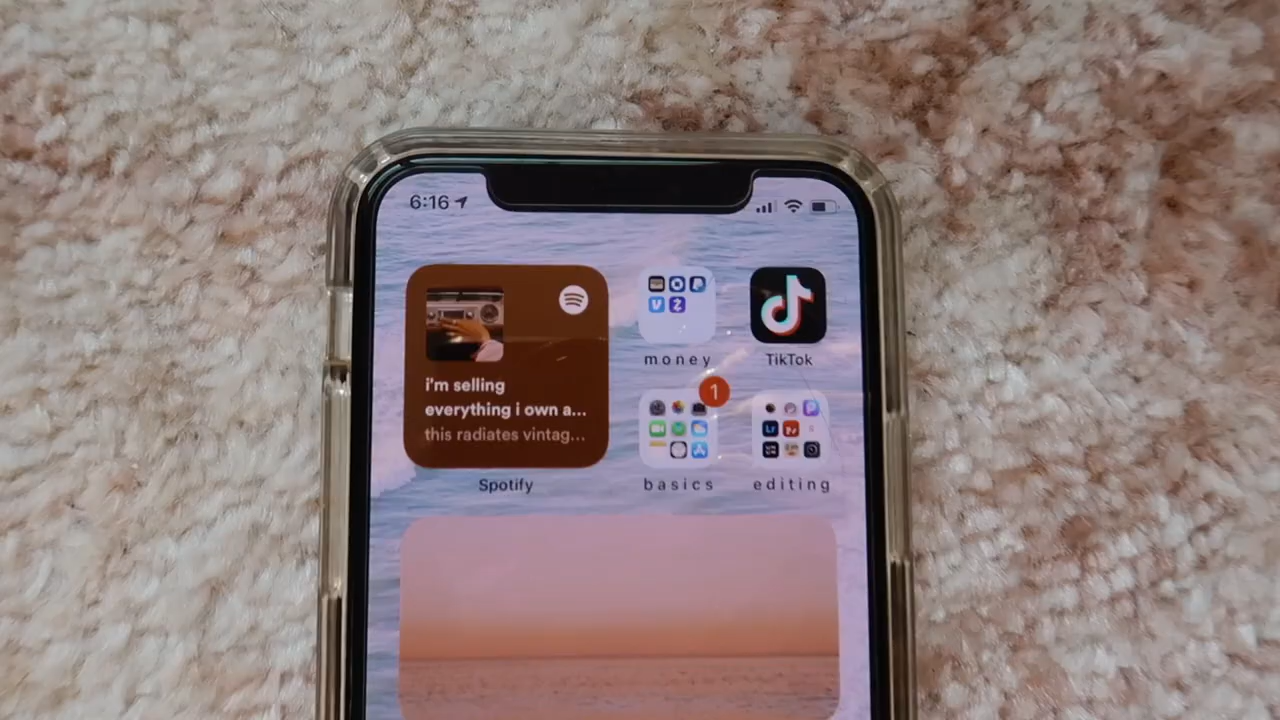 6:16
i'm selling
everything i own a...
this radiates vintag...
Spotify
money
TikTok
1
basics
editing